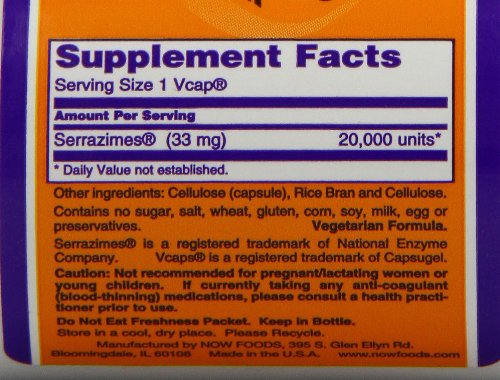 Supplement Facts
Serving Size 1 Vcap®
Amount Per Serving
Serrazimes® (33 mg) 20,000 units*
* Daily Value not established.
Other ingredients: Cellulose (capsule), Rice Bran and Cellulose.
Contains no sugar, salt, wheat, gluten, corn, soy, milk, egg or
preservatives. Vegetarian Formula.
Serrazimes® is a registered trademark of National Enzyme
Company. Vcaps® is a registered trademark of Capsugel.
Caution: Not recommended for pregnant/lactating women or
young children. If currently taking any anti-coagulant
(blood-thinning) medications, please consult a health practi-
tioner prior to use.
Do Not Eat Freshness Packet. Keep in Bottle.
Store in a cool, dry place. Please Recycle.
Manufactured by NOW FOODS, 395 S. Glen Ellyn Rd.
Bloomingdale, IL 60108 Made in the U.S.A. www.nowfoods.com